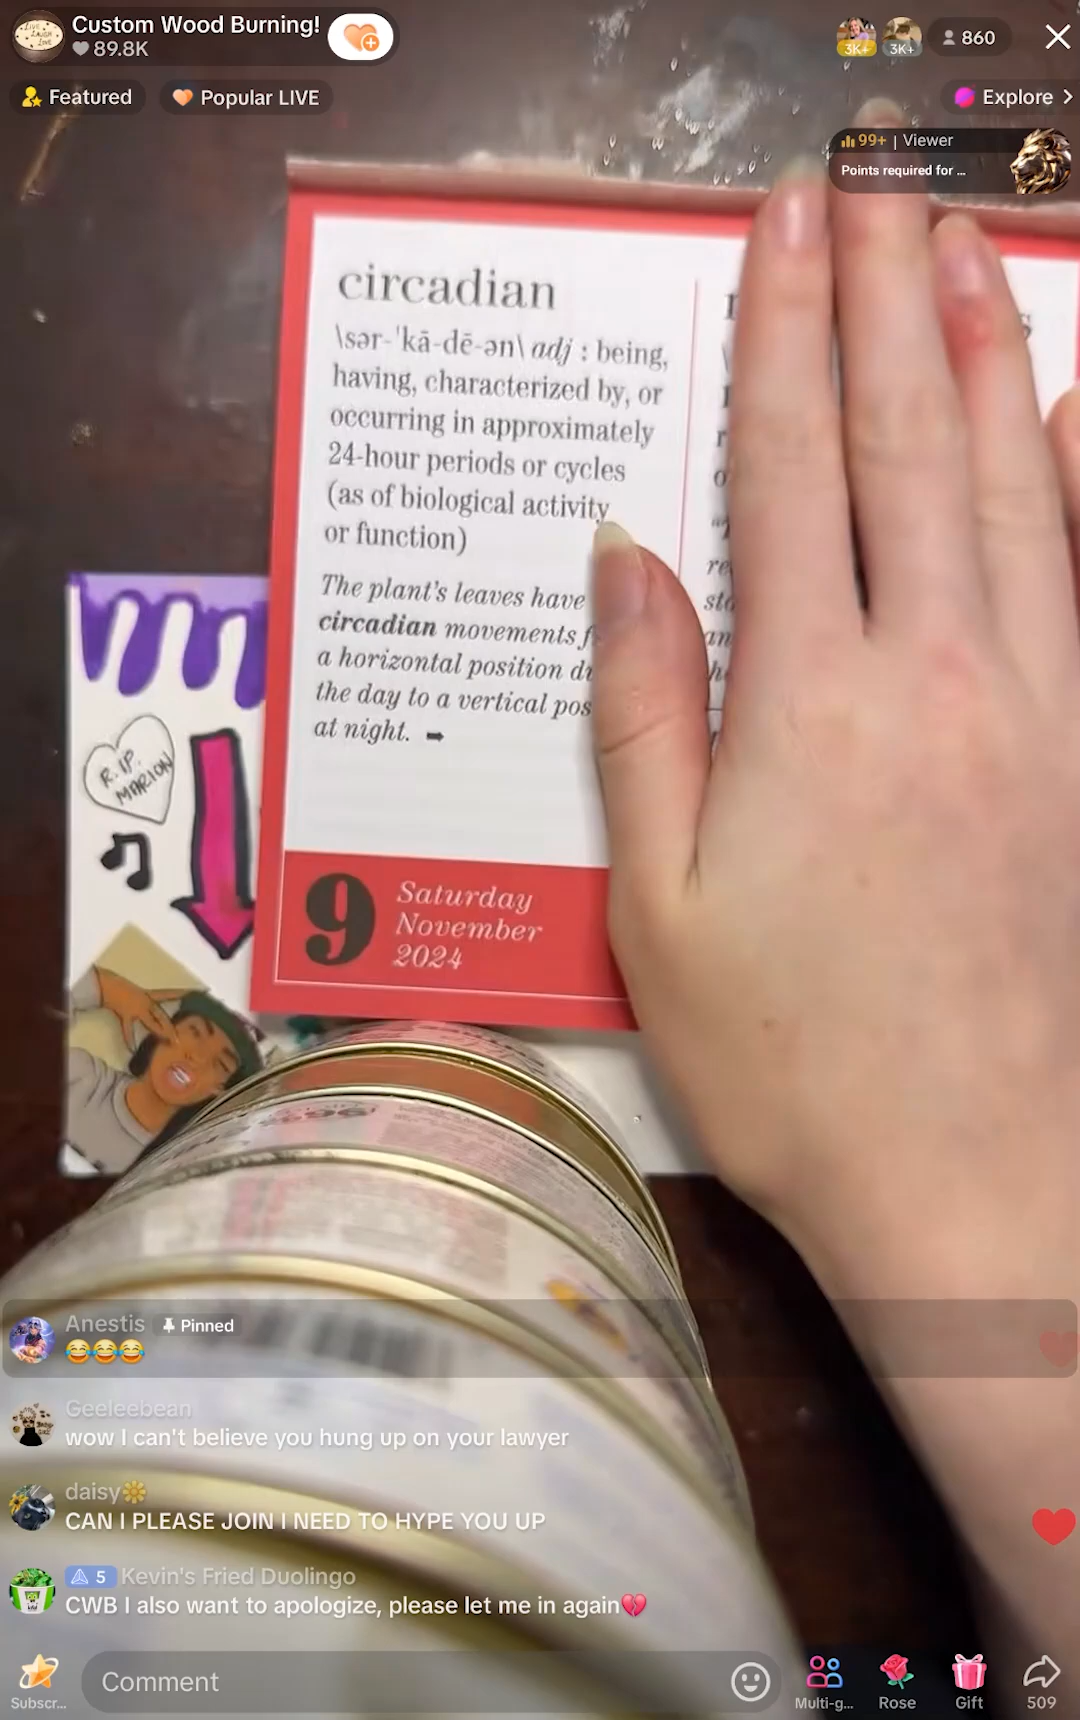 Custom Wood Burning!
89.8K
3K+
3K+
860
Featured
Popular LIVE
Explore
99+ | Viewer
Points required for ...
circadian
\sər-ˈkā-dē-ən\ adj : being,
having, characterized by, or
occurring in approximately
24-hour periods or cycles
(as of biological activity
or function)
The plant's leaves have
circadian movements
a horizontal position
the day to a vertical
at night.
9
Saturday
November
2024
R.I.P.
MARION
Anestis
Pinned
😂😂😂
Geeleebean
wow I can't believe you hung up on your lawyer
daisy🌼
CAN I PLEASE JOIN I NEED TO HYPE YOU UP
5 Kevin's Fried Duolingo
CWB I also want to apologize, please let me in again💔
Subscr...
Comment
Multi-g...
Rose
Gift
509